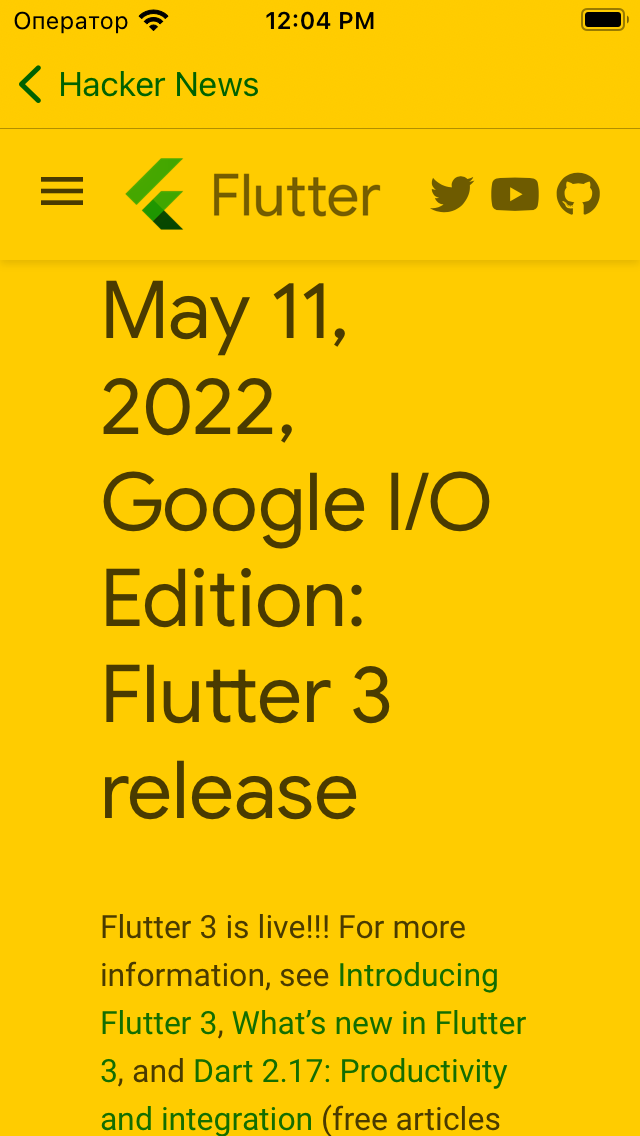 Оператор 12:04 PM
Hacker News
Flutter
May 11,
2022,
Google I/O
Edition:
Flutter 3
release
Flutter 3 is live!!! For more
information, see Introducing
Flutter 3, What’s new in Flutter
3, and Dart 2.17: Productivity
and integration (free articles